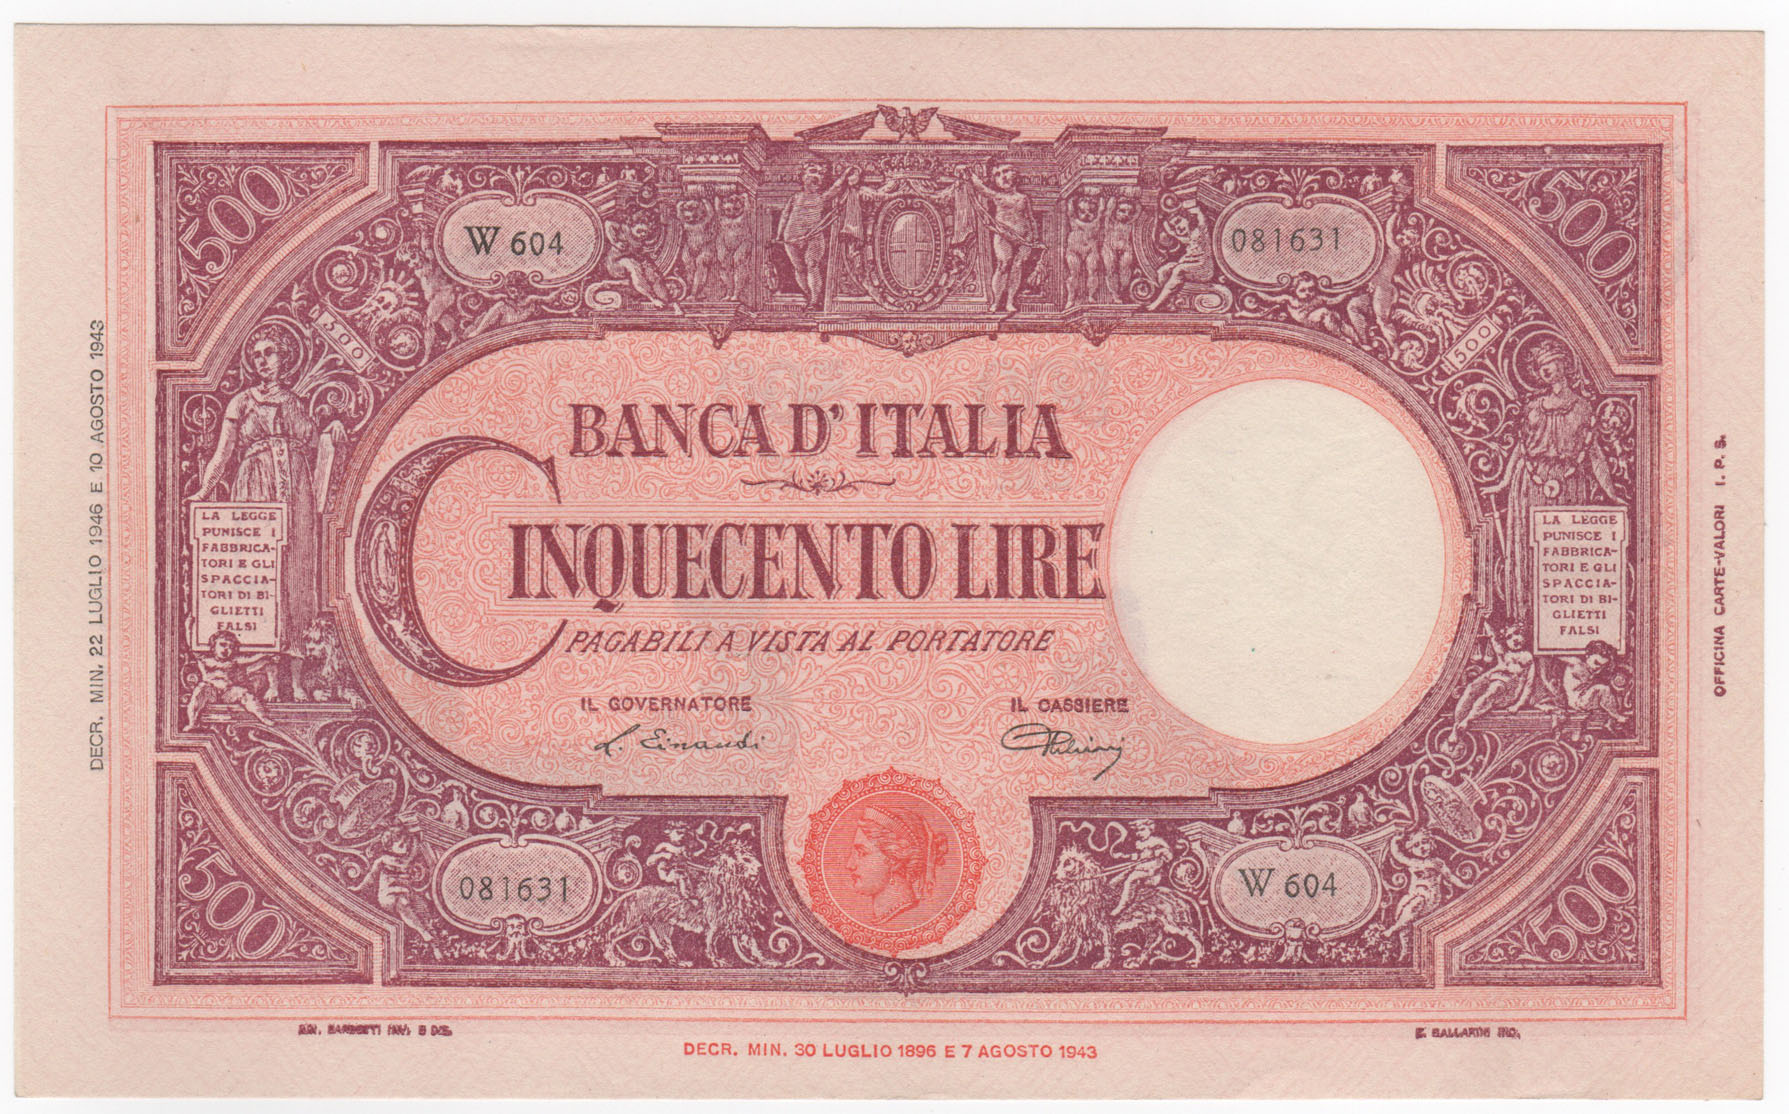 500
500
W 604
081631
500
500
BANCA D'ITALIA
CINQUECENTO LIRE
PAGABILI A VISTA AL PORTATORE
IL GOVERNATORE
IL CASSIERE
L. Einaudi
LA LEGGE
PUNISCE I
FABBRICA-
TORI E GLI
SPACCIA-
TORI DI BI-
GLIETTI
FALSI
LA LEGGE
PUNISCE I
FABBRICA-
TORI E GLI
SPACCIA-
TORI DI BI-
GLIETTI
FALSI
081631
W 604
500
500
DECR. MIN. 22 LUGLIO 1946 E 10 AGOSTO 1943
OFFICINA CARTE-VALORI I. P. S.
DECR. MIN. 30 LUGLIO 1896 E 7 AGOSTO 1943